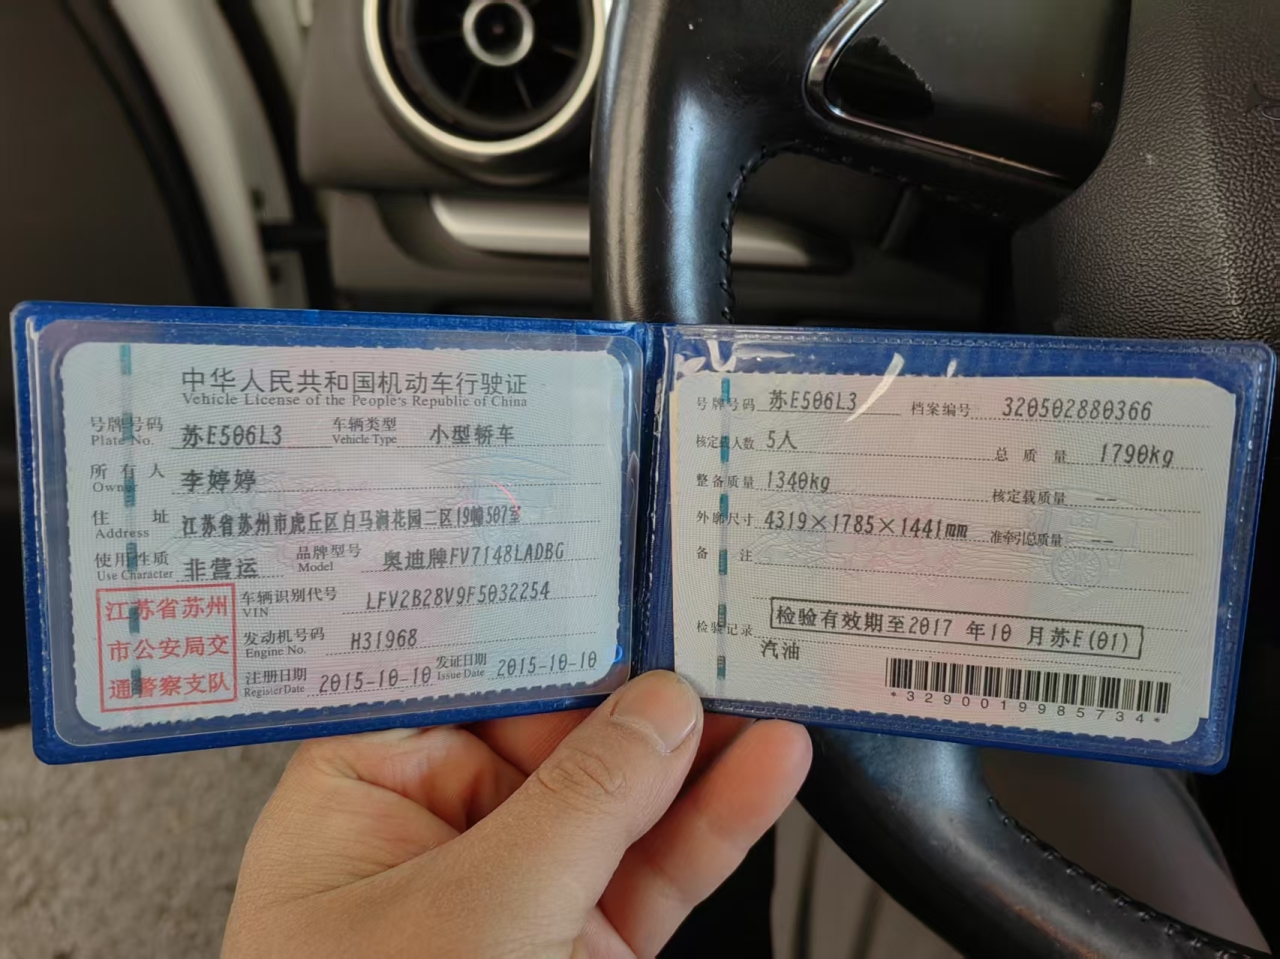 中华人民共和国机动车行驶证
Vehicle License of the People's Republic of China
号牌号码 苏E506L3 车辆类型 小型轿车
Plate No. Vehicle Type
所有人 李婷婷
Owner
住址 江苏省苏州市虎丘区白马涧花园二区19幢507室
Address
使用性质 非营运 品牌型号 奥迪牌FV7148LADBG
Use Character Model
江苏省苏州
市公安局交
通警察支队
车辆识别代号 LFV2B28V9F5032254
VIN
发动机号码 H31968
Engine No.
注册日期 2015-10-10 发证日期 2015-10-10
Register Date Issue Date
号牌号码 苏E506L3 档案编号 320502880366
核定人数 5人 总质量 1790kg
整备质量 1340kg 核定载质量 --
外廓尺寸 4319×1785×1441mm 准牵引总质量 --
备注
检验有效期至2017 年10 月苏E(01)
检验记录
汽油
*3290019985734*